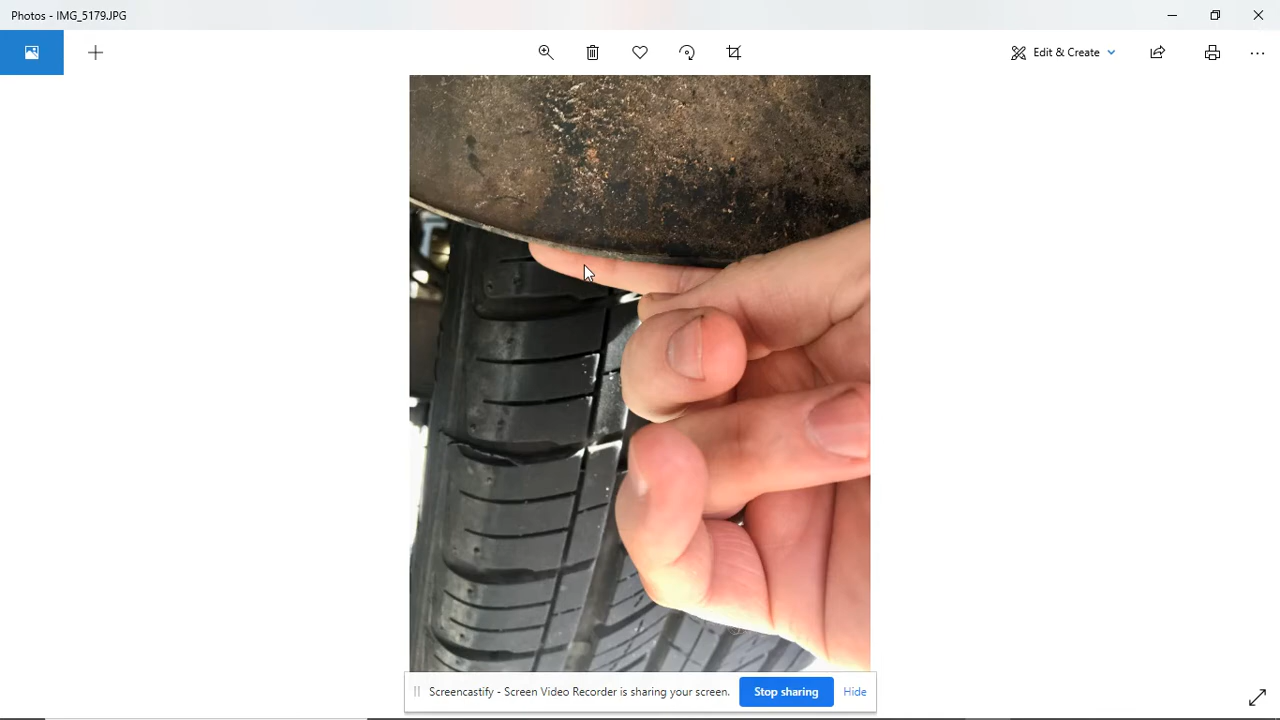 Photos - IMG_5179.JPG
Edit & Create
Screencastify - Screen Video Recorder is sharing your screen.
Stop sharing
Hide